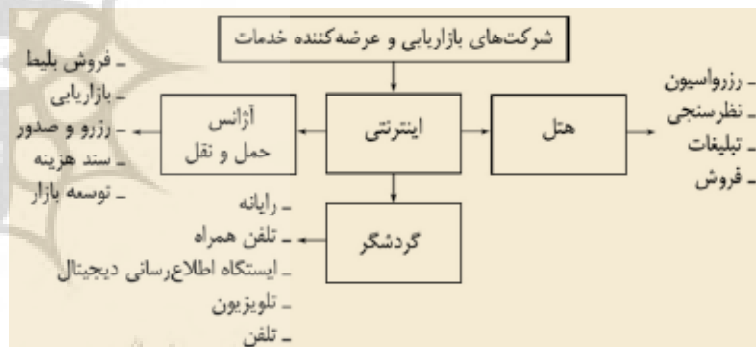 شرکت‌های بازاریابی و عرضه‌کننده خدمات
هتل
ـ رزرواسیون
ـ نظرسنجی
ـ تبلیغات
ـ فروش
اینترنتی
آژانس
حمل و نقل
ـ فروش بلیط
ـ بازاریابی
ـ رزرو و صدور
ـ سند هزینه
ـ توسعه بازار
گردشگر
ـ رایانه
ـ تلفن همراه
ـ ایستگاه اطلاع‌رسانی دیجیتال
ـ تلویزیون
ـ تلفن